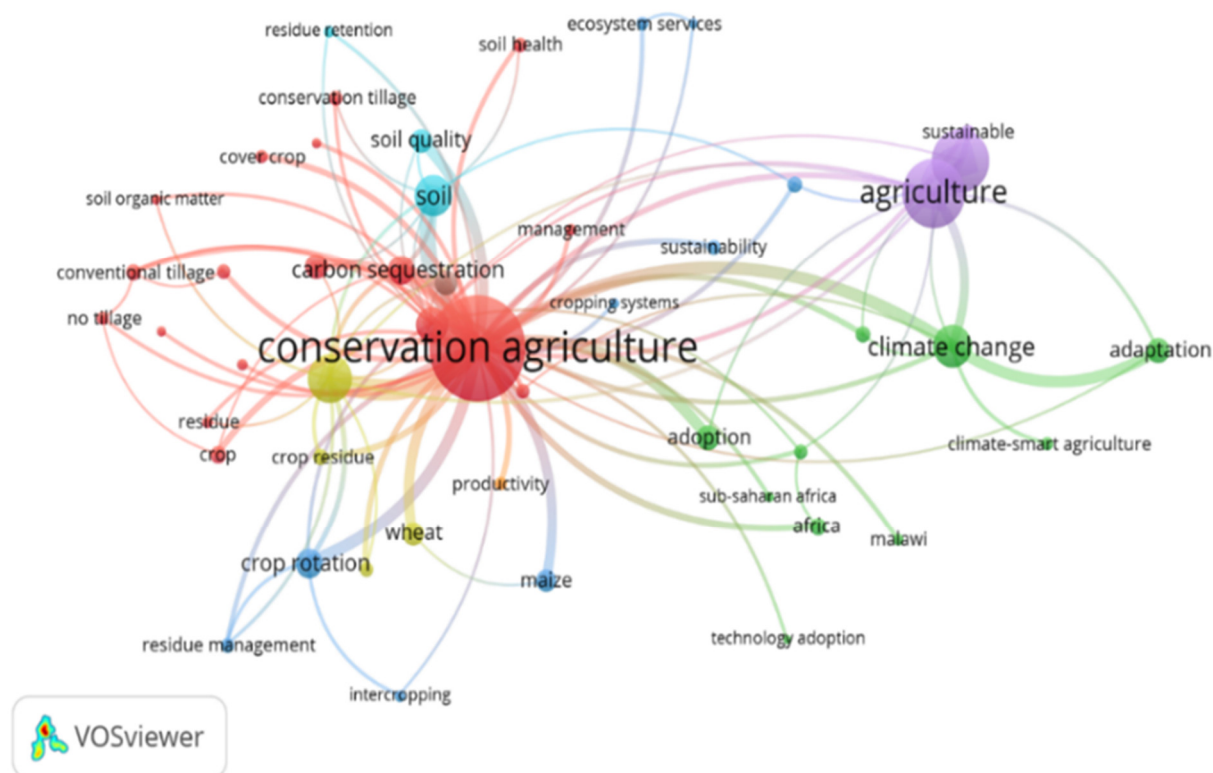 residue retention
ecosystem services
soil health
conservation tillage
sustainable
soil quality
cover crop
agriculture
soil
soil organic matter
management
sustainability
carbon sequestration
conventional tillage
cropping systems
no tillage
conservation agriculture
climate change
adaptation
residue
adoption
climate-smart agriculture
crop
crop residue
productivity
sub-saharan africa
africa
wheat
malawi
crop rotation
maize
technology adoption
residue management
intercropping
VOSviewer